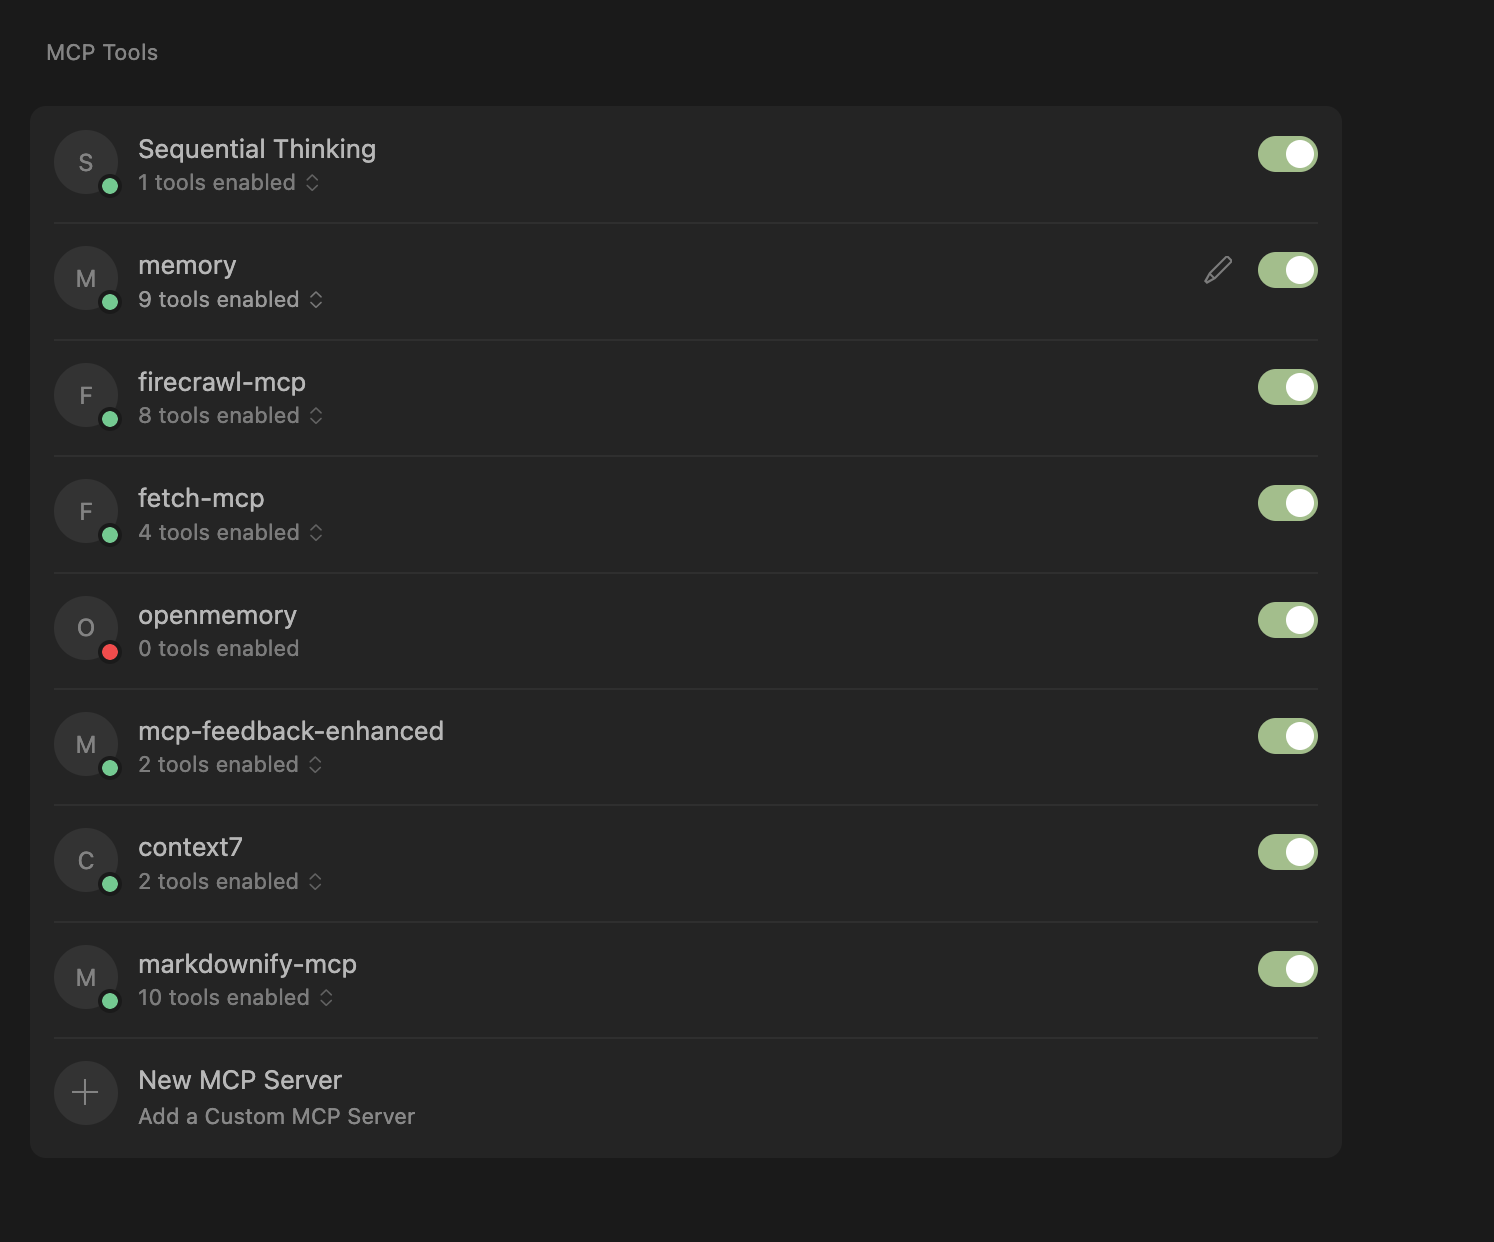 MCP Tools
S
Sequential Thinking
1 tools enabled
M
memory
9 tools enabled
F
firecrawl-mcp
8 tools enabled
F
fetch-mcp
4 tools enabled
O
openmemory
0 tools enabled
M
mcp-feedback-enhanced
2 tools enabled
C
context7
2 tools enabled
M
markdownify-mcp
10 tools enabled
New MCP Server
Add a Custom MCP Server